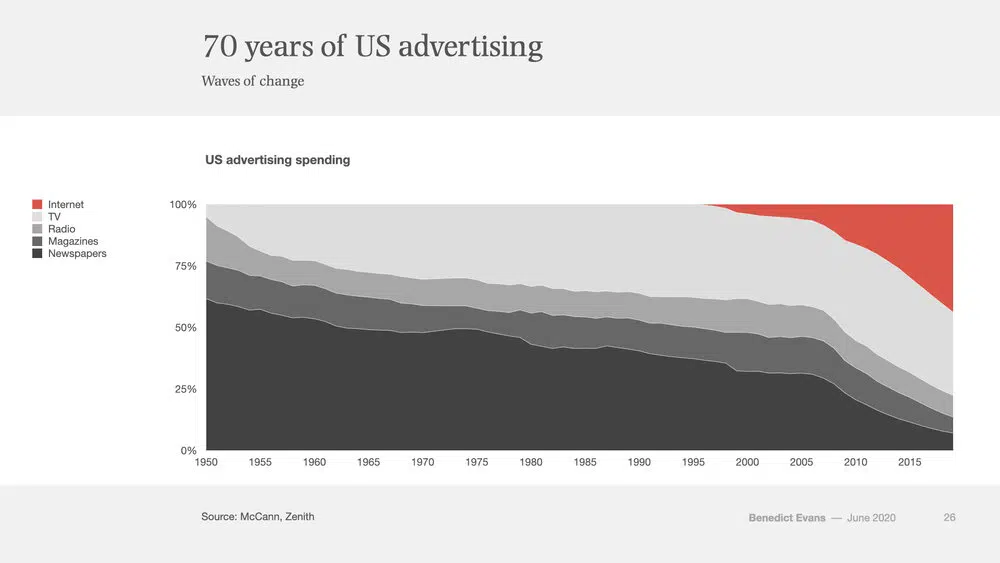 70 years of US advertising
Waves of change
US advertising spending
Internet
TV
Radio
Magazines
Newspapers
100%
75%
50%
25%
0%
1950 1955 1960 1965 1970 1975 1980 1985 1990 1995 2000 2005 2010 2015
Source: McCann, Zenith
Benedict Evans — June 2020 26